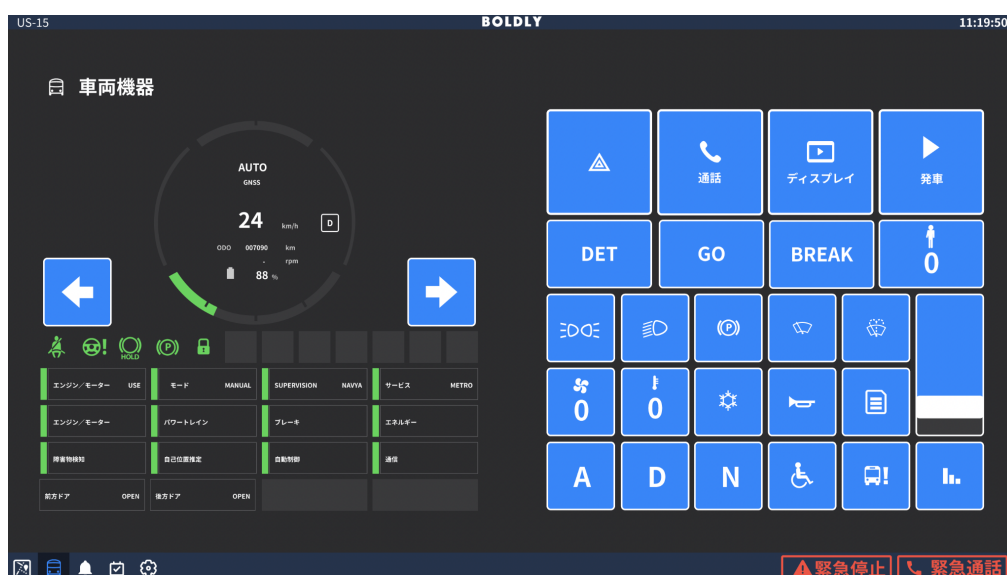 US-15
BOLDLY
11:19:50
車両機器
AUTO
GNSS
24 km/h D
ODO 007090 km
- rpm
88 %
HOLD
(P)
エンジン/モーター USE
モード MANUAL
SUPERVISION NAVYA
サービス METRO
エンジン/モーター
パワートレイン
ブレーキ
エネルギー
障害物検知
自己位置推定
自動制御
通信
前方ドア OPEN
後方ドア OPEN
通話
ディスプレイ
発車
DET
GO
BREAK
0
(P)
0
0
A
D
N
緊急停止
緊急通話